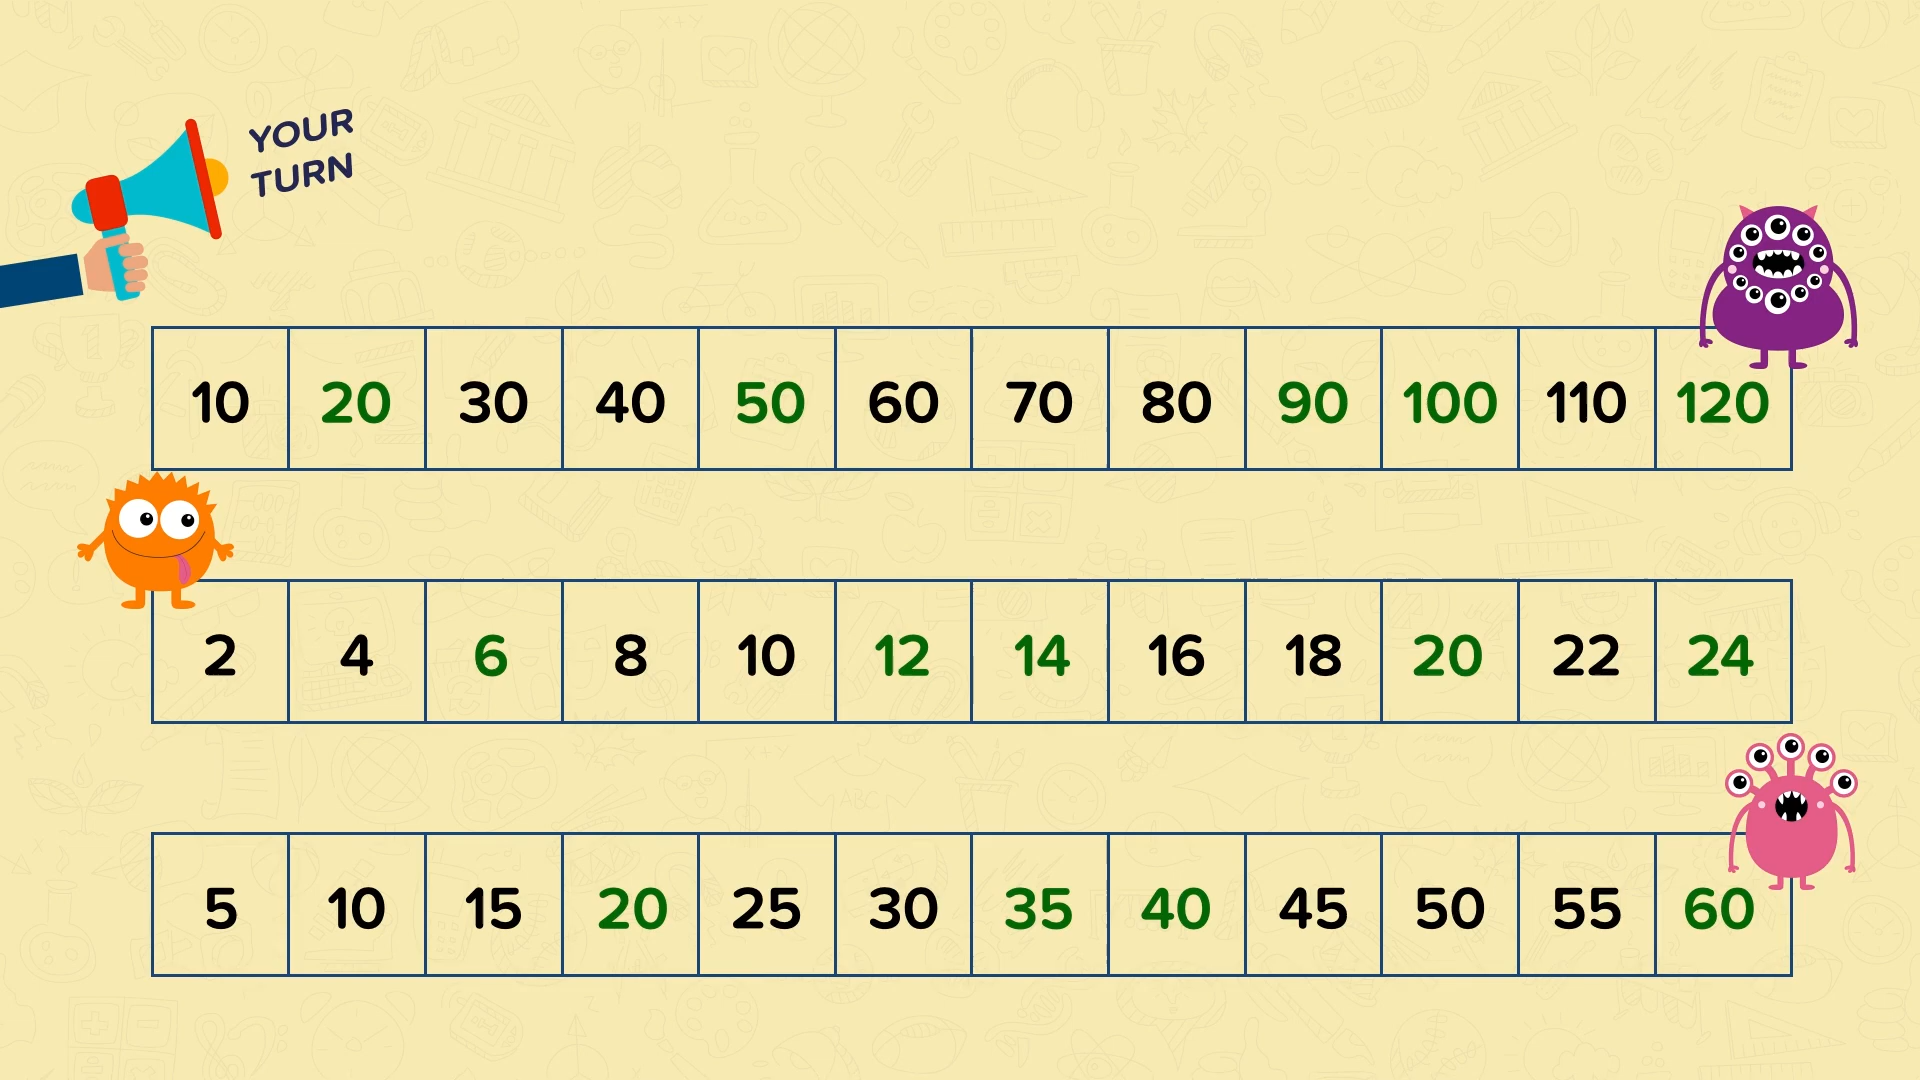 YOUR
TURN
10 20 30 40 50 60 70 80 90 100 110 120
2 4 6 8 10 12 14 16 18 20 22 24
5 10 15 20 25 30 35 40 45 50 55 60